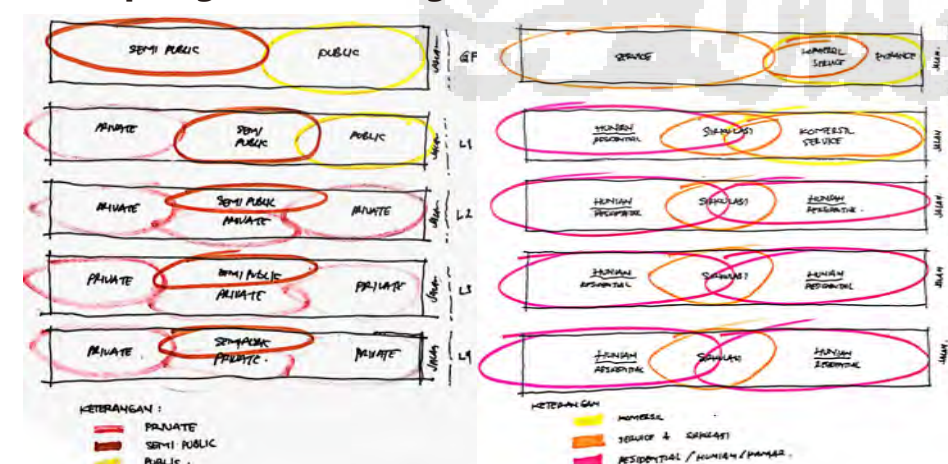 SEMI PUBLIC
PUBLIC
JALAN
GF
SERVICE
KOMERSIL
SERVICE
ENTRANCE
JALAN
PRIVATE
SEMI
PUBLIC
PUBLIC
JALAN
L1
HUNIAN
RESIDENTIAL
SIRKULASI
KOMERSIL
SERVICE
JALAN
PRIVATE
SEMI PUBLIC
PRIVATE
PRIVATE
JALAN
L2
HUNIAN
RESIDENTIAL
SIRKULASI
HUNIAN
RESIDENTIAL
JALAN
PRIVATE
SEMI PUBLIC
PRIVATE
PRIVATE
JALAN
L3
HUNIAN
RESIDENTIAL
SIRKULASI
HUNIAN
RESIDENTIAL
JALAN
PRIVATE
SEMI PUBLIC
PRIVATE
PRIVATE
JALAN
L4
HUNIAN
RESIDENTIAL
SIRKULASI
HUNIAN
RESIDENTIAL
JALAN
KETERANGAN :
PRIVATE
SEMI PUBLIC
PUBLIC
KETERANGAN
KOMERSIL
SERVICE & SIRKULASI
RESIDENTIAL / HUNIAN / KAMAR